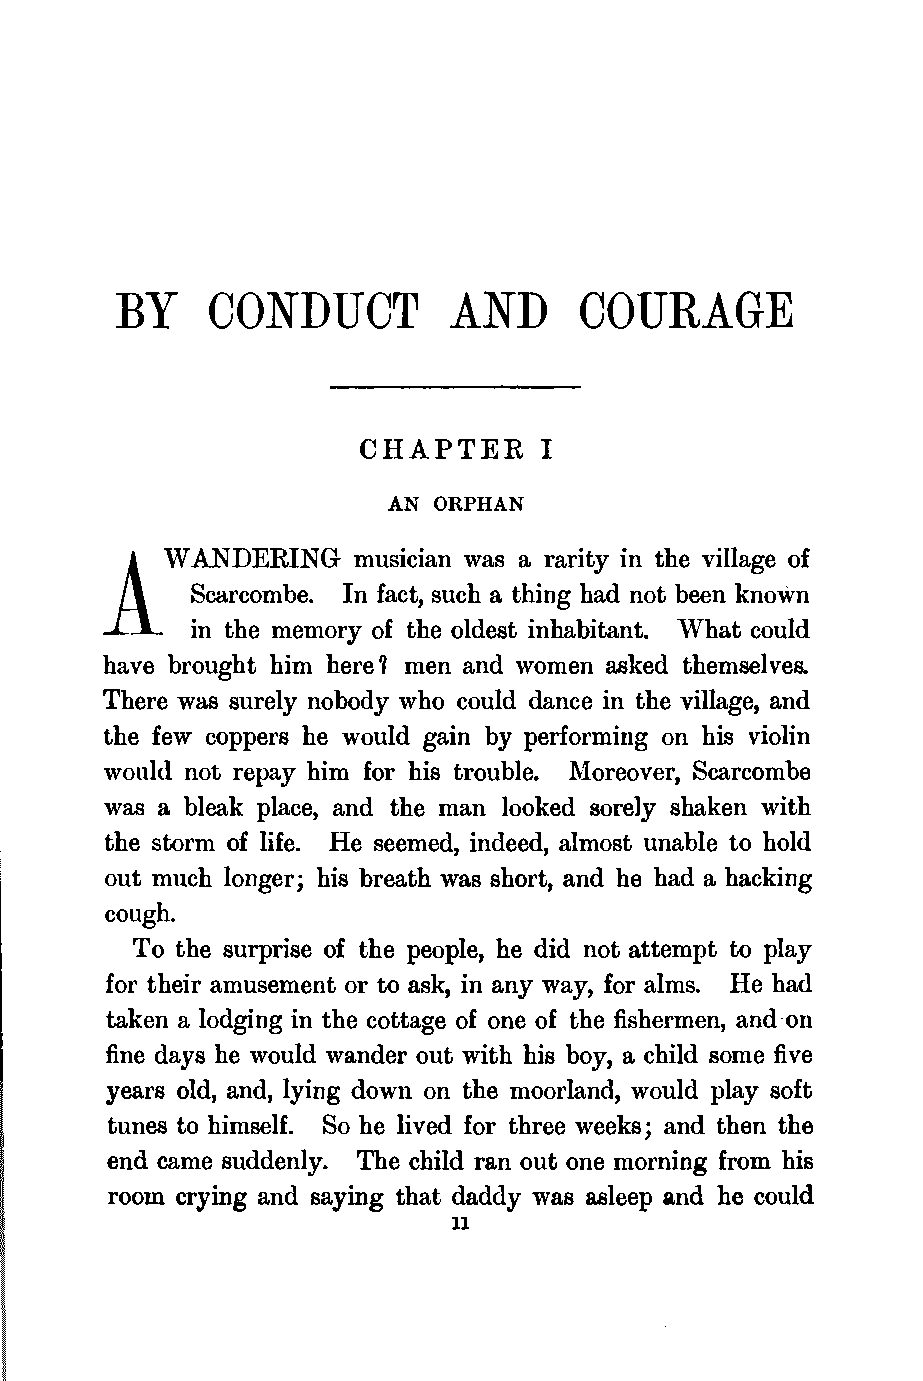 BY CONDUCT AND COURAGE
CHAPTER I
AN ORPHAN
A WANDERING musician was a rarity in the village of
Scarcombe. In fact, such a thing had not been known
in the memory of the oldest inhabitant. What could
have brought him here? men and women asked themselves.
There was surely nobody who could dance in the village, and
the few coppers he would gain by performing on his violin
would not repay him for his trouble. Moreover, Scarcombe
was a bleak place, and the man looked sorely shaken with
the storm of life. He seemed, indeed, almost unable to hold
out much longer; his breath was short, and he had a hacking
cough.
To the surprise of the people, he did not attempt to play
for their amusement or to ask, in any way, for alms. He had
taken a lodging in the cottage of one of the fishermen, and on
fine days he would wander out with his boy, a child some five
years old, and, lying down on the moorland, would play soft
tunes to himself. So he lived for three weeks; and then the
end came suddenly. The child ran out one morning from his
room crying and saying that daddy was asleep and he could
11